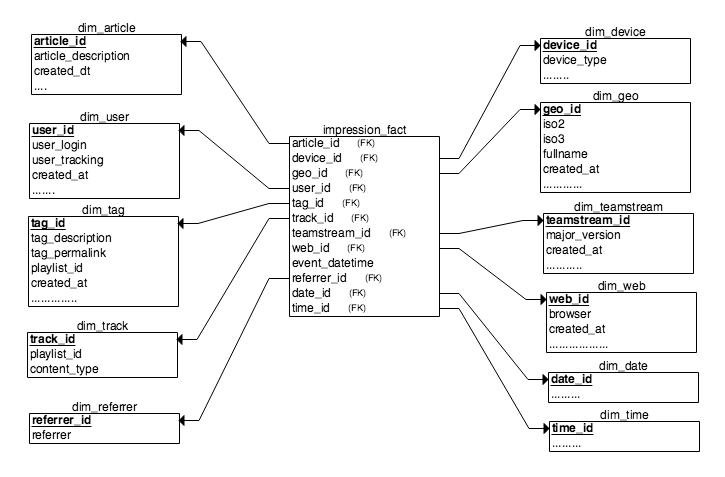 dim_article
article_id
article_description
created_dt
....
dim_user
user_id
user_login
user_tracking
created_at
.......
dim_tag
tag_id
tag_description
tag_permalink
playlist_id
created_at
..............
dim_track
track_id
playlist_id
content_type
dim_referrer
referrer_id
referrer
impression_fact
article_id (FK)
device_id (FK)
geo_id (FK)
user_id (FK)
tag_id (FK)
track_id (FK)
teamstream_id (FK)
web_id (FK)
event_datetime
referrer_id (FK)
date_id (FK)
time_id (FK)
dim_device
device_id
device_type
........
dim_geo
geo_id
iso2
iso3
fullname
created_at
............
dim_teamstream
teamstream_id
major_version
created_at
...........
dim_web
web_id
browser
created_at
..................
dim_date
date_id
.........
dim_time
time_id
.........